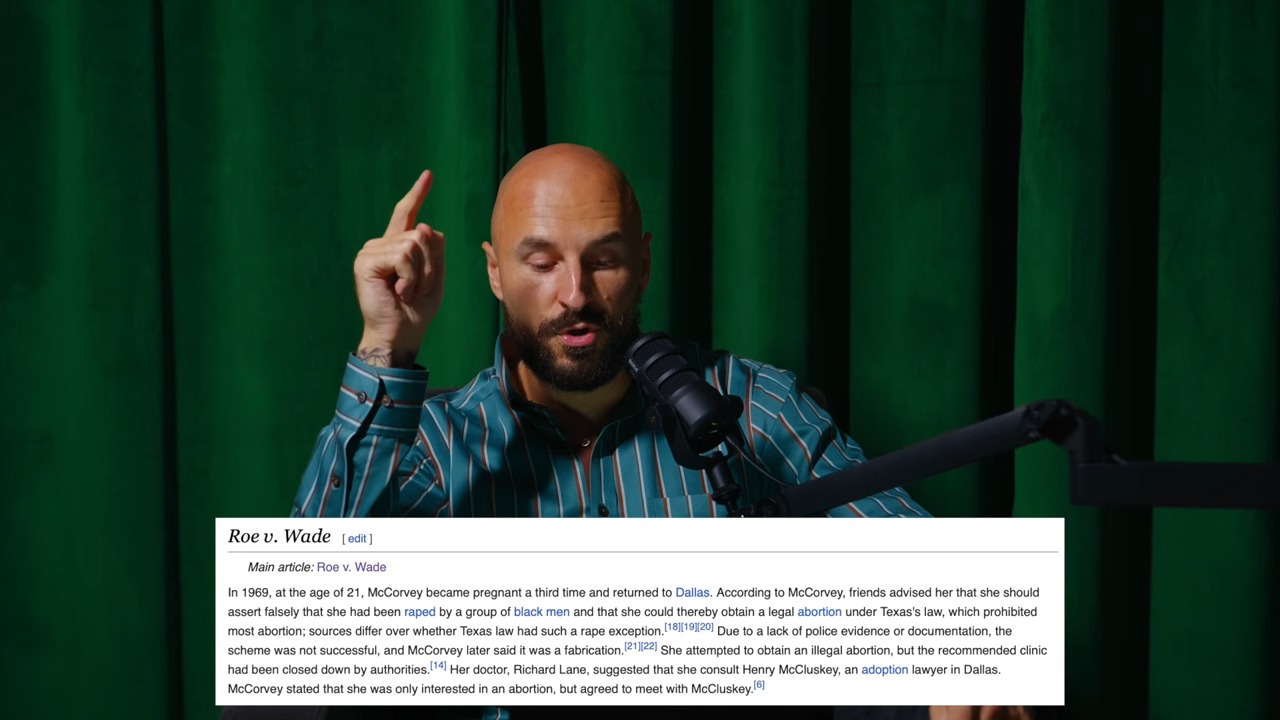 Roe v. Wade [ edit ]
Main article: Roe v. Wade
In 1969, at the age of 21, McCorvey became pregnant a third time and returned to Dallas. According to McCorvey, friends advised her that she should
assert falsely that she had been raped by a group of black men and that she could thereby obtain a legal abortion under Texas's law, which prohibited
most abortion; sources differ over whether Texas law had such a rape exception.[18][19][20] Due to a lack of police evidence or documentation, the
scheme was not successful, and McCorvey later said it was a fabrication.[21][22] She attempted to obtain an illegal abortion, but the recommended clinic
had been closed down by authorities.[14] Her doctor, Richard Lane, suggested that she consult Henry McCluskey, an adoption lawyer in Dallas.
McCorvey stated that she was only interested in an abortion, but agreed to meet with McCluskey.[6]